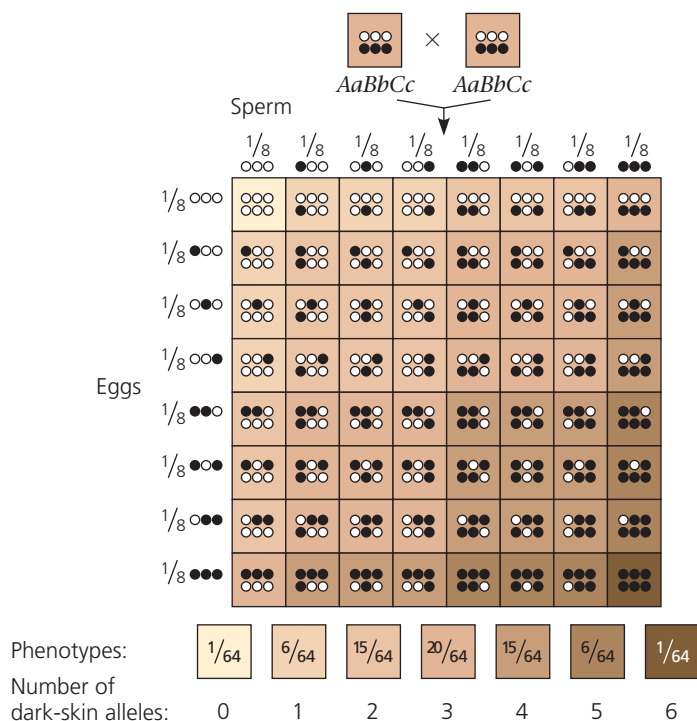 ×
AaBbCc AaBbCc
Sperm
1/8 1/8 1/8 1/8 1/8 1/8 1/8 1/8
1/8
1/8
1/8
1/8
Eggs
1/8
1/8
1/8
1/8
Phenotypes: 1/64 6/64 15/64 20/64 15/64 6/64 1/64
Number of
dark-skin alleles: 0 1 2 3 4 5 6